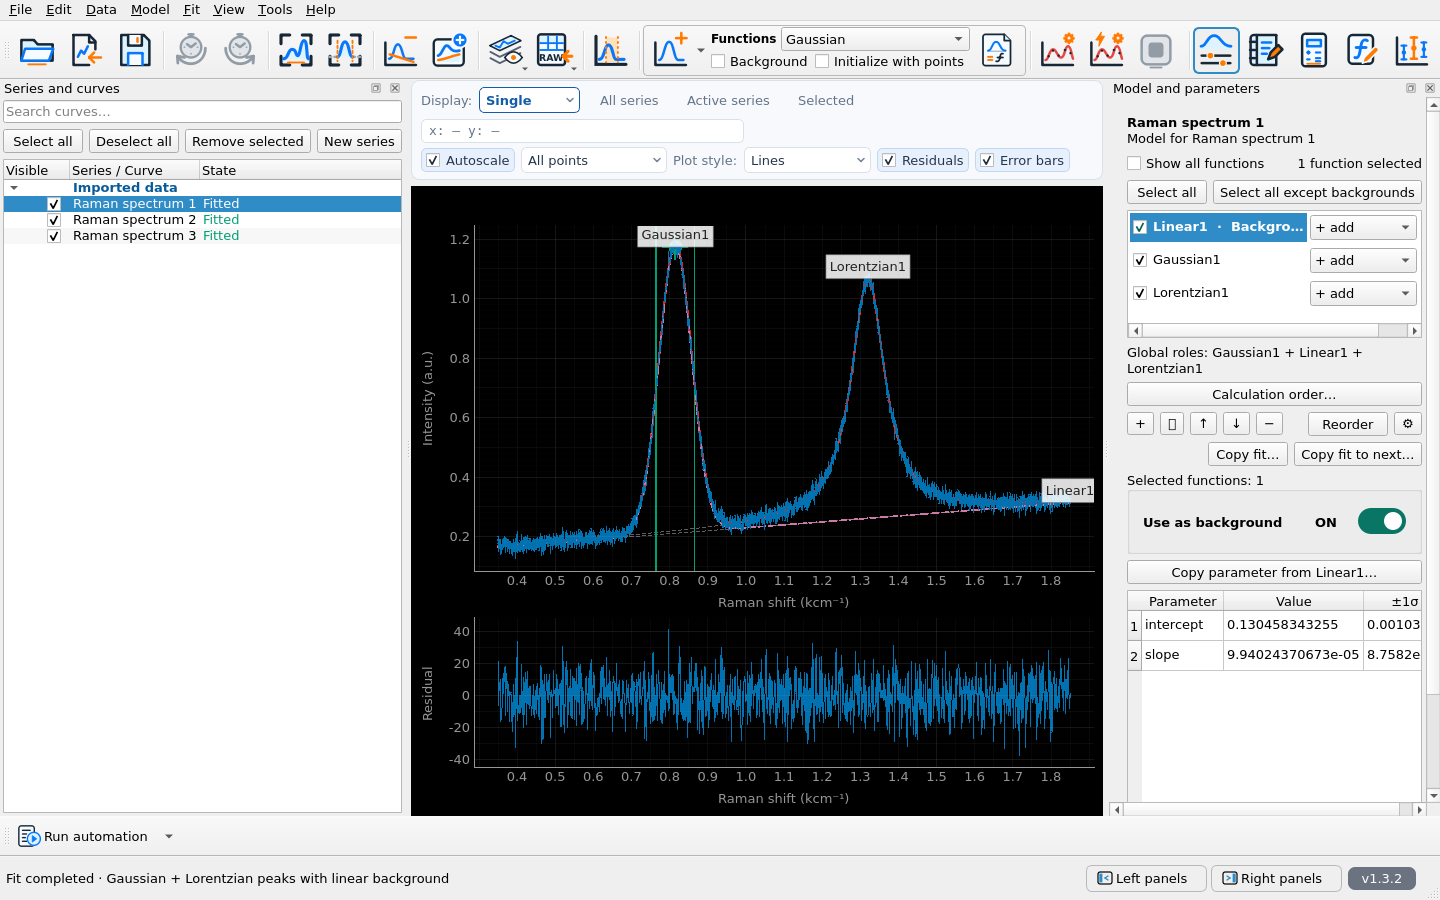 File Edit Data Model Fit View Tools Help
Functions Gaussian
Background Initialize with points
RAW
Series and curves
Search curves…
Select all Deselect all Remove selected New series
Visible Series / Curve State
Imported data
Raman spectrum 1 Fitted
Raman spectrum 2 Fitted
Raman spectrum 3 Fitted
Display: Single All series Active series Selected
x: — y: —
Autoscale All points Plot style: Lines Residuals Error bars
Gaussian1
Lorentzian1
Linear1
Intensity (a.u.)
1.2
1.0
0.8
0.6
0.4
0.2
0.4 0.5 0.6 0.7 0.8 0.9 1.0 1.1 1.2 1.3 1.4 1.5 1.6 1.7 1.8
Raman shift (kcm⁻¹)
Residual
40
20
0
-20
-40
0.4 0.5 0.6 0.7 0.8 0.9 1.0 1.1 1.2 1.3 1.4 1.5 1.6 1.7 1.8
Raman shift (kcm⁻¹)
Model and parameters
Raman spectrum 1
Model for Raman spectrum 1
Show all functions 1 function selected
Select all Select all except backgrounds
Linear1 · Backgro… + add
Gaussian1 + add
Lorentzian1 + add
Global roles: Gaussian1 + Linear1 +
Lorentzian1
Calculation order…
+ ↑ ↓ − Reorder ⚙
Copy fit… Copy fit to next…
Selected functions: 1
Use as background ON
Copy parameter from Linear1…
Parameter Value ±1σ
1 intercept 0.130458343255 0.00103
2 slope 9.94024370673e-05 8.7582e
Run automation
Fit completed · Gaussian + Lorentzian peaks with linear background
Left panels Right panels v1.3.2